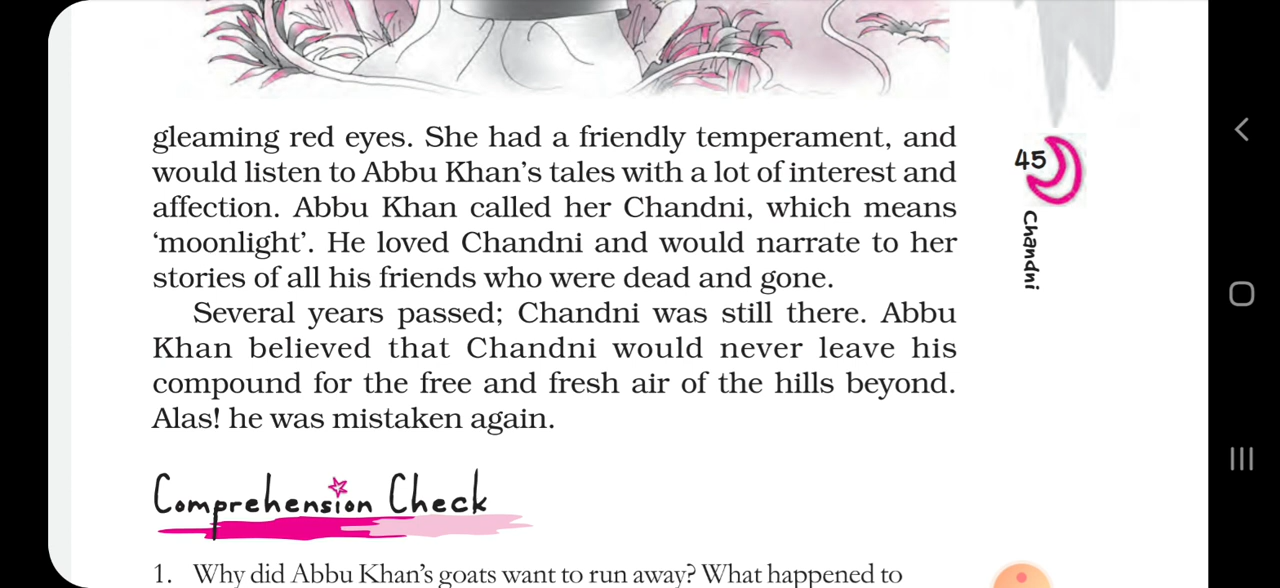 gleaming red eyes. She had a friendly temperament, and
would listen to Abbu Khan’s tales with a lot of interest and
affection. Abbu Khan called her Chandni, which means
‘moonlight’. He loved Chandni and would narrate to her
stories of all his friends who were dead and gone.
Several years passed; Chandni was still there. Abbu
Khan believed that Chandni would never leave his
compound for the free and fresh air of the hills beyond.
Alas! he was mistaken again.
45
Chandni
Comprehension Check
1. Why did Abbu Khan’s goats want to run away? What happened to